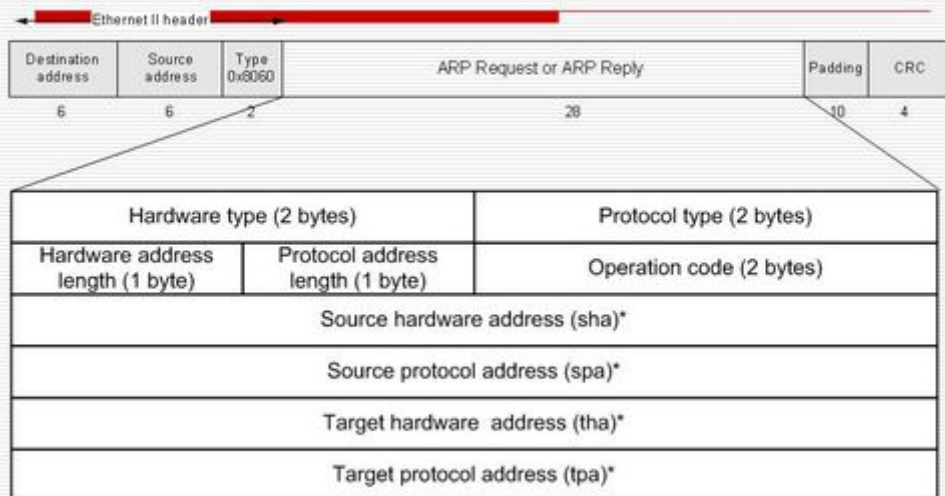 Ethernet II header
Destination address
Source address
Type 0x8060
ARP Request or ARP Reply
Padding
CRC
6
6
2
28
10
4
Hardware type (2 bytes)
Protocol type (2 bytes)
Hardware address
length (1 byte)
Protocol address
length (1 byte)
Operation code (2 bytes)
Source hardware address (sha)*
Source protocol address (spa)*
Target hardware  address (tha)*
Target protocol address (tpa)*